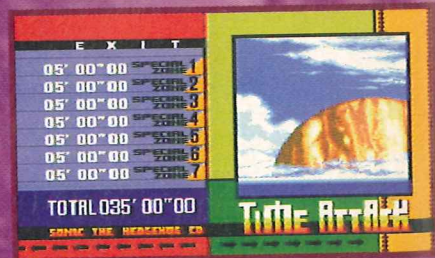 EXIT
05' 00"00 SPECIAL ZONE 1
05' 00"00 SPECIAL ZONE 2
05' 00"00 SPECIAL ZONE 3
05' 00"00 SPECIAL ZONE 4
05' 00"00 SPECIAL ZONE 5
05' 00"00 SPECIAL ZONE 6
05' 00"00 SPECIAL ZONE 7
TOTAL 035' 00"00
SONIC THE HEDGEHOG CD
TIME ATTACK